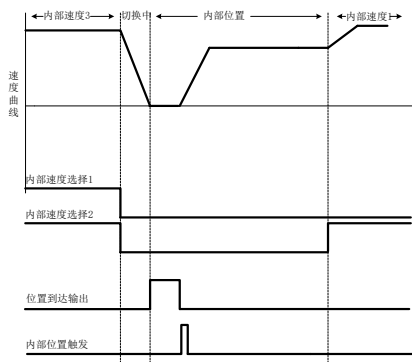 内部速度3
切换中
内部位置
内部速度1
速度曲线
内部速度选择1
内部速度选择2
位置到达输出
内部位置触发